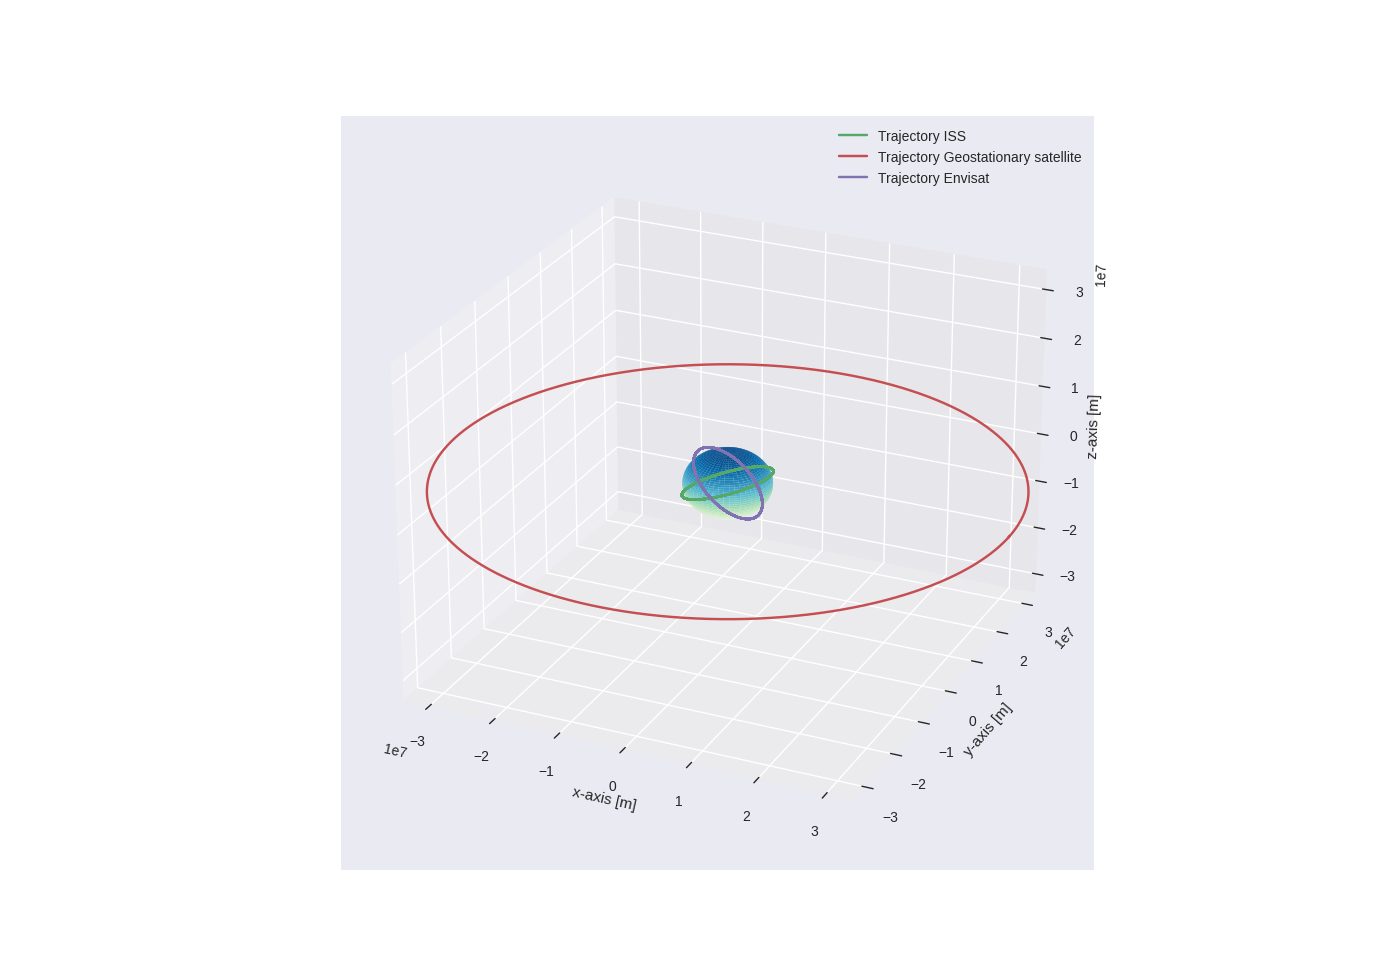 Trajectory ISS
Trajectory Geostationary satellite
Trajectory Envisat
1e7
3
2
1
0
−1
−2
−3
z-axis [m]
3
2
1
0
−1
−2
−3
1e7
y-axis [m]
−3
−2
−1
0
1
2
3
1e7
x-axis [m]